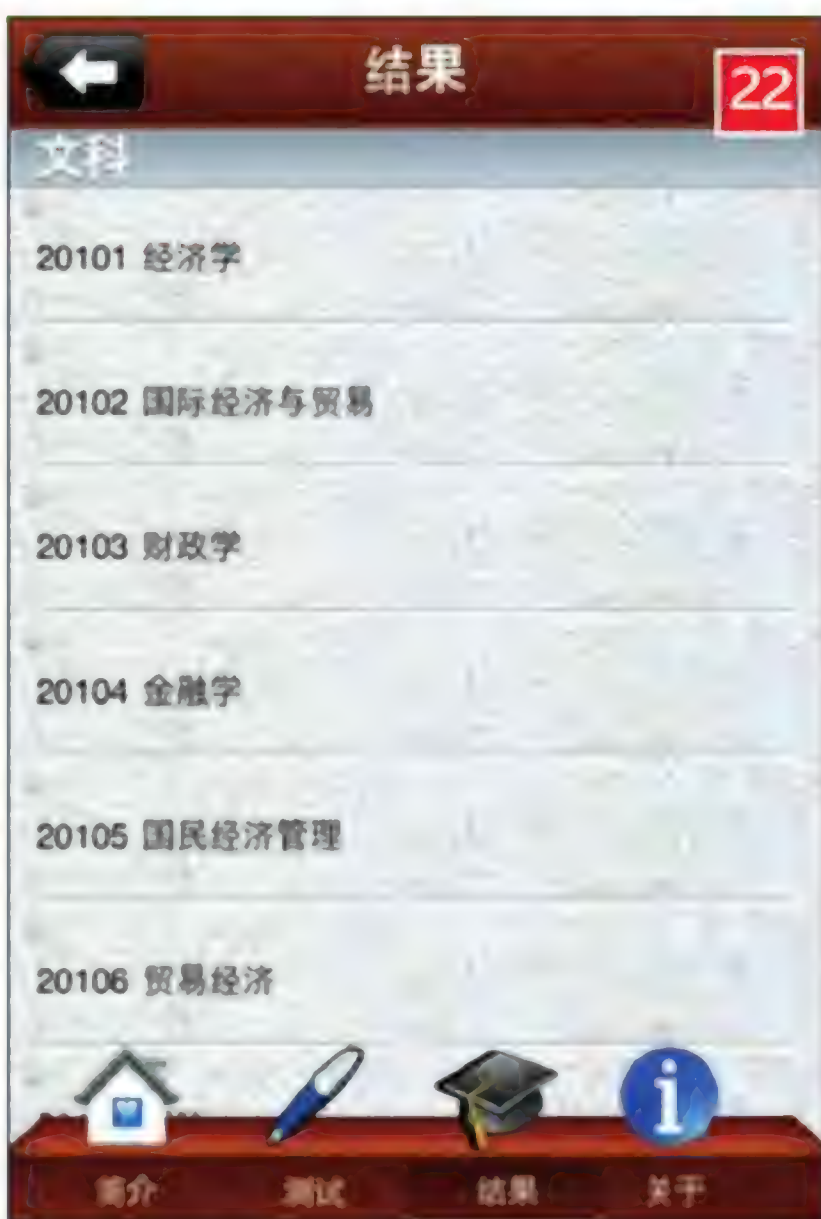 结果
22
文科
20101 经济学
20102 国际经济与贸易
20103 财政学
20104 金融学
20105 国民经济管理
20106 贸易经济
简介 测试 结果 关于